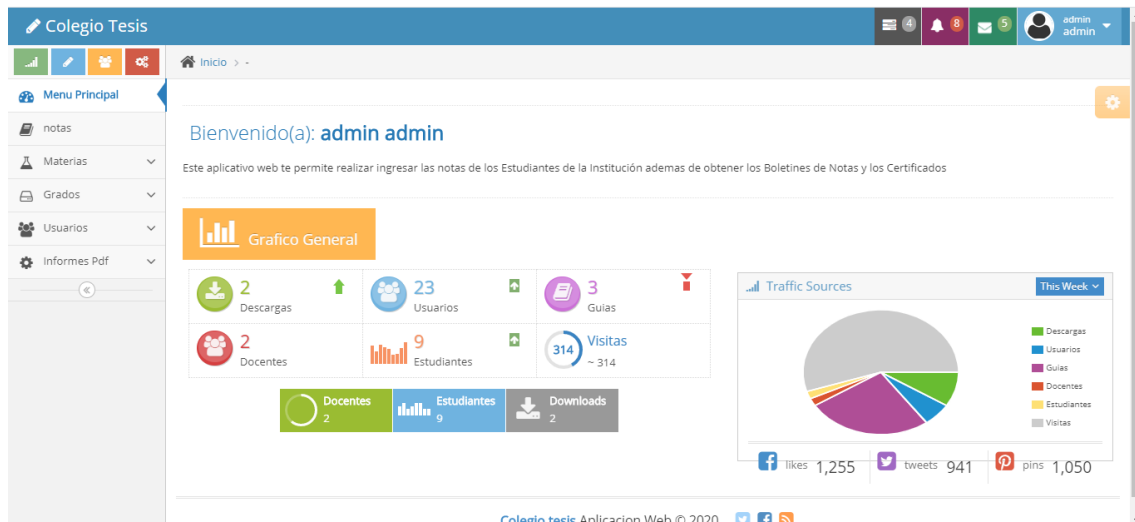 Colegio Tesis
4
8
5
admin
admin
Inicio > -
Menu Principal
notas
Materias
Grados
Usuarios
Informes Pdf
Bienvenido(a): admin admin
Este aplicativo web te permite realizar ingresar las notas de los Estudiantes de la Institución ademas de obtener los Boletines de Notas y los Certificados
Grafico General
2
Descargas
23
Usuarios
3
Guias
2
Docentes
9
Estudiantes
314
Visitas
~ 314
Docentes
2
Estudiantes
9
Downloads
2
Traffic Sources
This Week
Descargas
Usuarios
Guias
Docentes
Estudiantes
Visitas
likes 1,255
tweets 941
pins 1,050
Colegio tesis Aplicacion Web © 2020